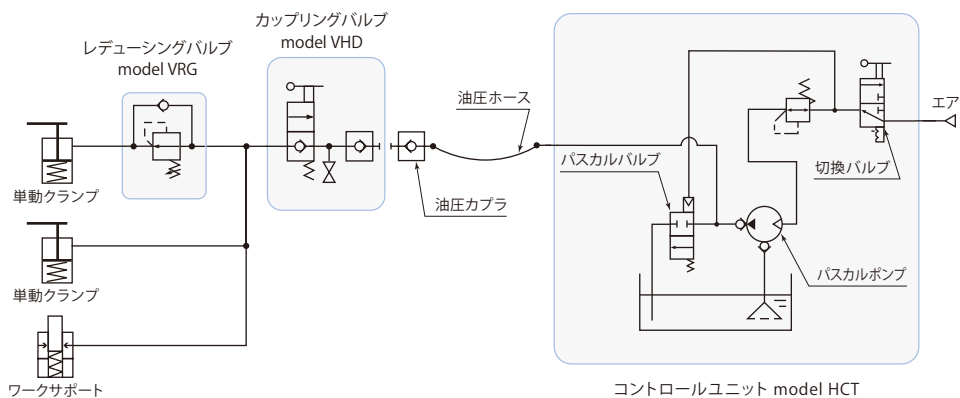 レデューシングバルブ
model VRG
カップリングバルブ
model VHD
油圧ホース
エア
パスカルバルブ
切換バルブ
単動クランプ
油圧カプラ
パスカルポンプ
単動クランプ
ワークサポート
コントロールユニット model HCT